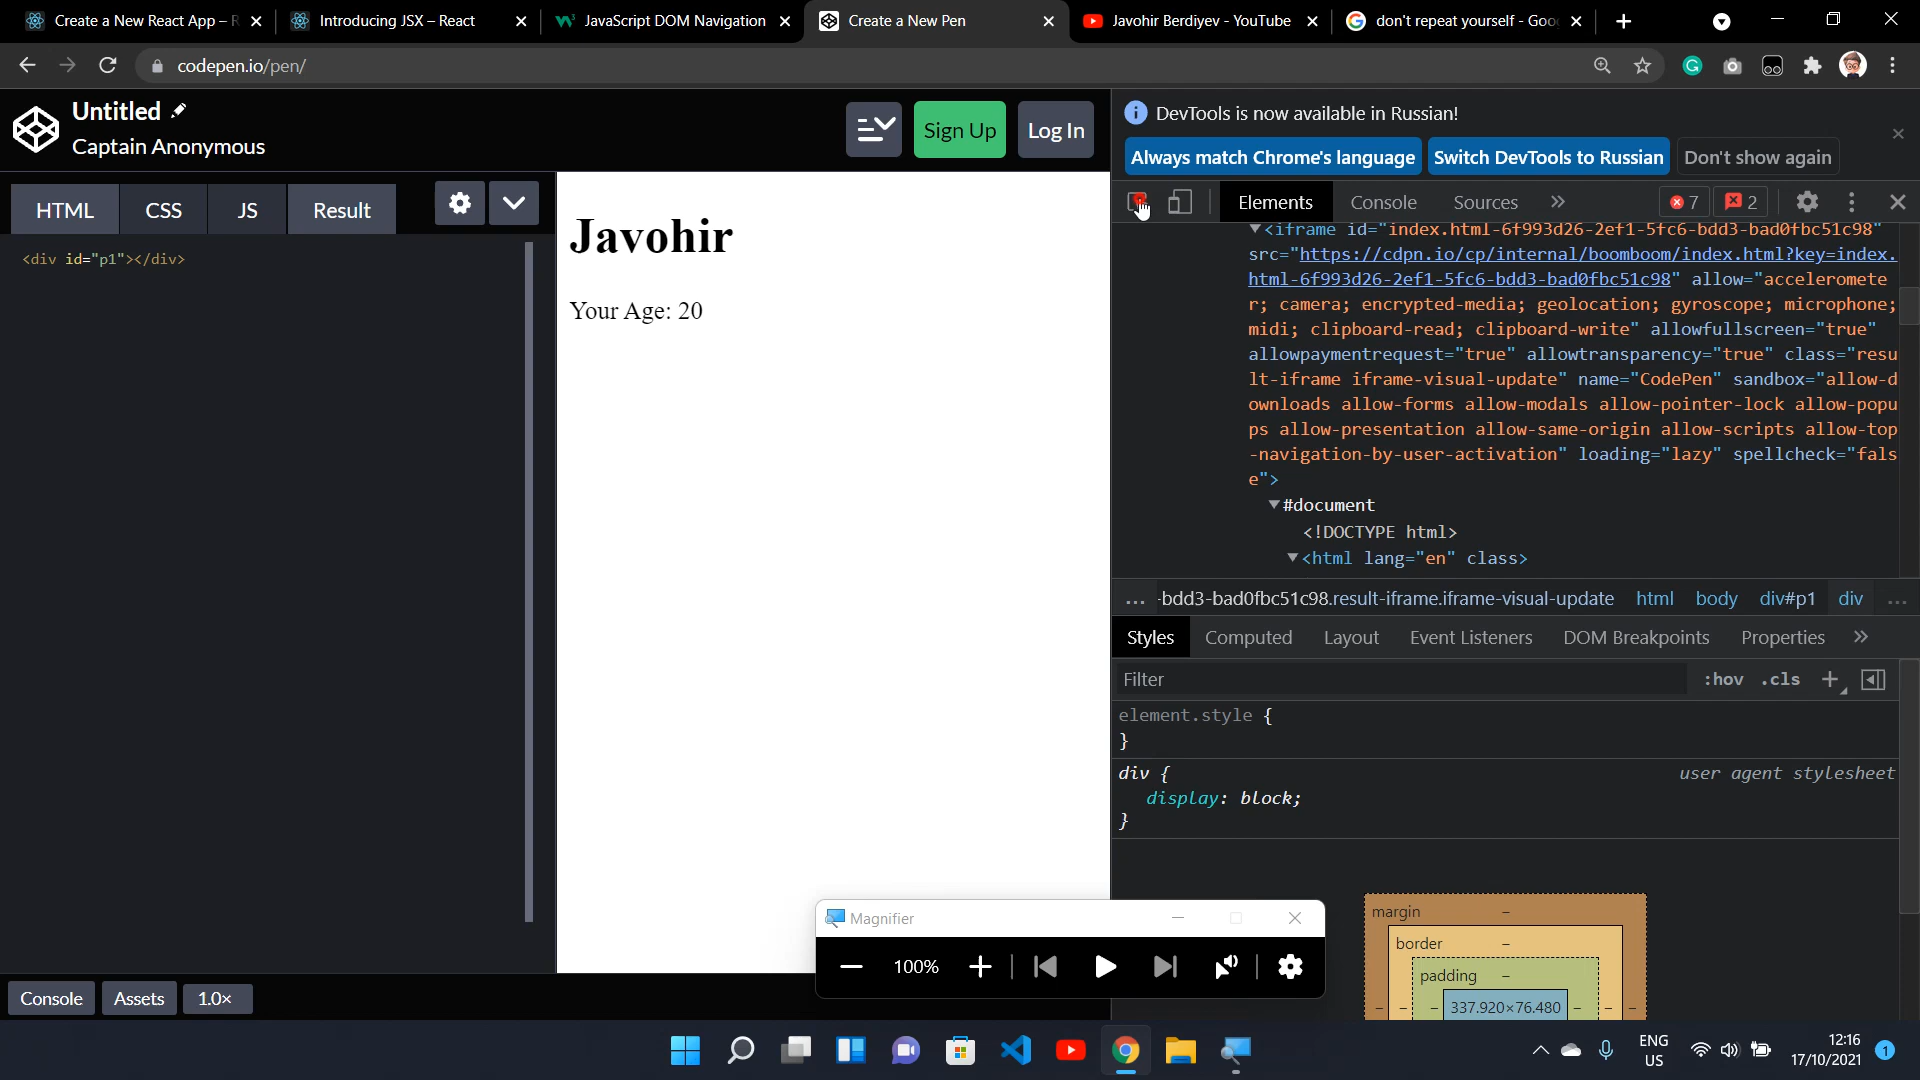 Create a New React App – R
Introducing JSX – React
JavaScript DOM Navigation
Create a New Pen
Javohir Berdiyev - YouTube
don't repeat yourself - Goo
codepen.io/pen/
Untitled
Captain Anonymous
Sign Up
Log In
HTML
CSS
JS
Result
<div id="p1"></div>
Javohir
Your Age: 20
DevTools is now available in Russian!
Always match Chrome's language
Switch DevTools to Russian
Don't show again
Elements
Console
Sources
7
2
<iframe id="index.html-6f993d26-2ef1-5fc6-bdd3-bad0fbc51c98"
src="https://cdpn.io/cp/internal/boomboom/index.html?key=index.
html-6f993d26-2ef1-5fc6-bdd3-bad0fbc51c98" allow="acceleromete
r; camera; encrypted-media; geolocation; gyroscope; microphone;
midi; clipboard-read; clipboard-write" allowfullscreen="true"
allowpaymentrequest="true" allowtransparency="true" class="resu
lt-iframe iframe-visual-update" name="CodePen" sandbox="allow-d
ownloads allow-forms allow-modals allow-pointer-lock allow-popu
ps allow-presentation allow-same-origin allow-scripts allow-top
-navigation-by-user-activation" loading="lazy" spellcheck="fals
e">
#document
<!DOCTYPE html>
<html lang="en" class>
... -bdd3-bad0fbc51c98.result-iframe.iframe-visual-update html body div#p1 div ...
Styles
Computed
Layout
Event Listeners
DOM Breakpoints
Properties
Filter
:hov .cls
element.style {
}
div {
user agent stylesheet
display: block;
}
margin –
border –
padding –
– – – 337.920×76.480 – – –
Magnifier
100%
Console
Assets
1.0×
ENG
US
12:16
17/10/2021
1